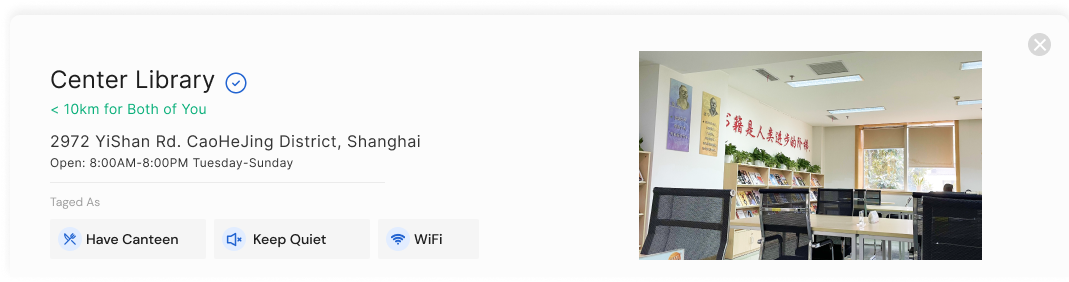 Center Library
< 10km for Both of You
2972 YiShan Rd. CaoHeJing District, Shanghai
Open: 8:00AM-8:00PM Tuesday-Sunday
Taged As
Have Canteen
Keep Quiet
WiFi
书籍是人类进步的阶梯